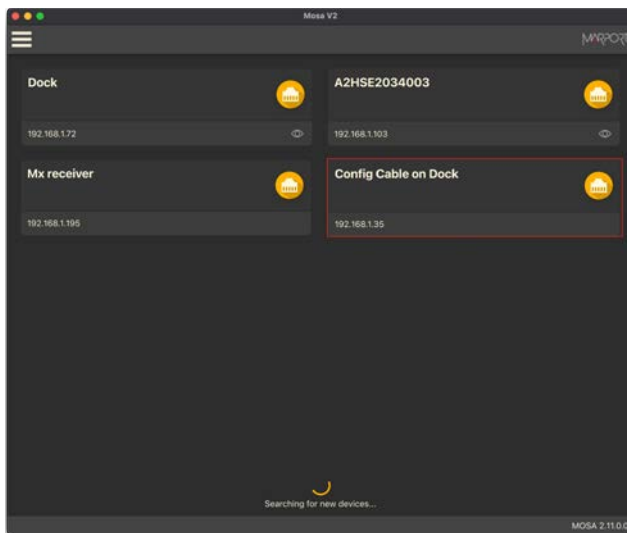 Mosa V2
MARPORT
Dock
192.168.1.72
A2HSE2034003
192.168.1.103
Mx receiver
192.168.1.195
Config Cable on Dock
192.168.1.35
Searching for new devices...
MOSA 2.11.0.0